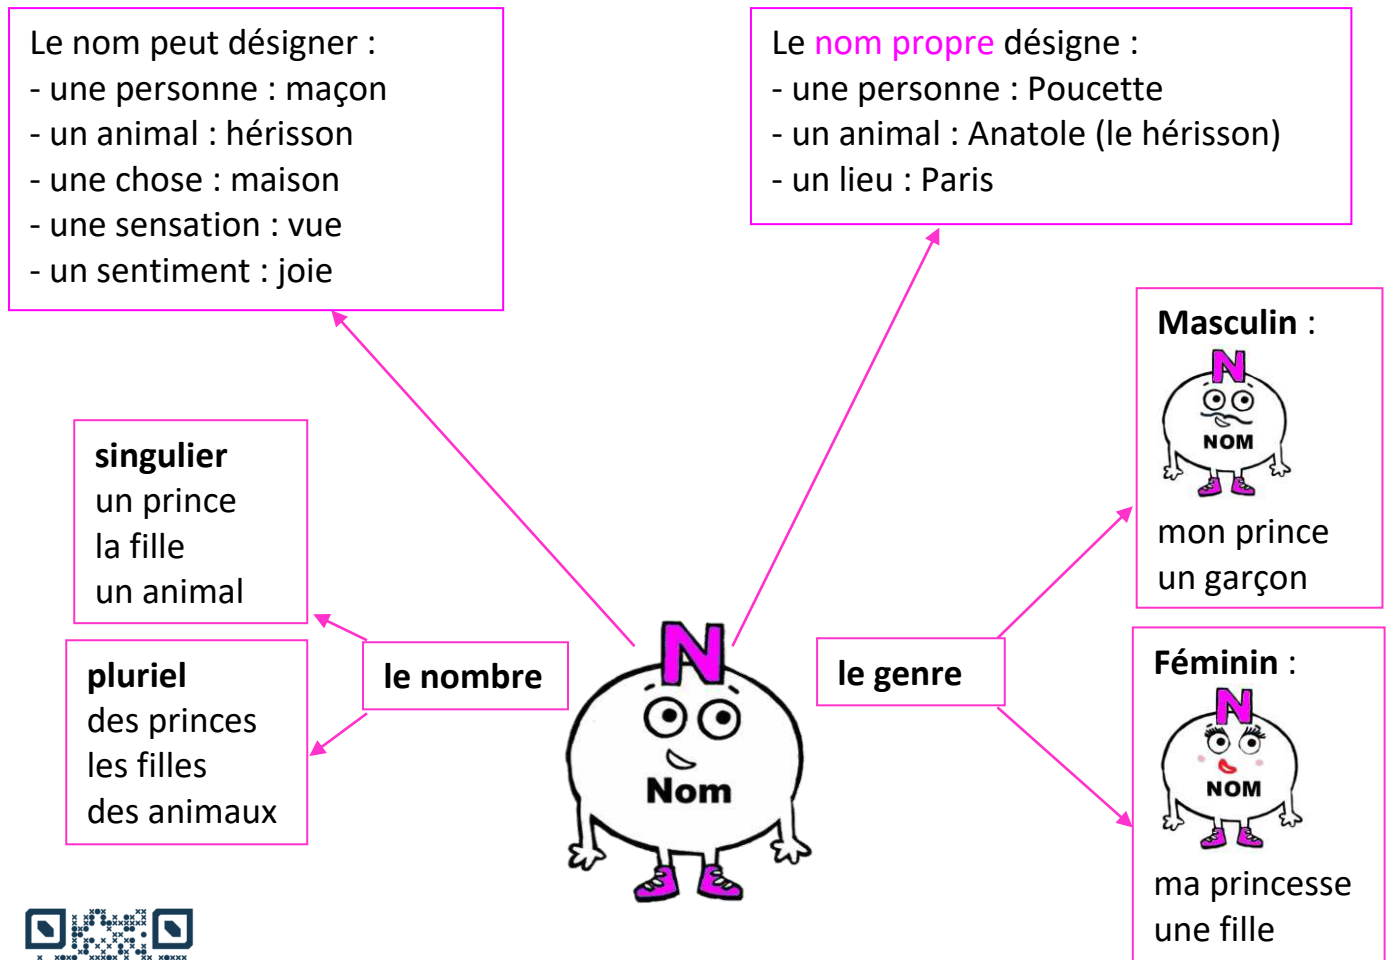 Le nom peut désigner :
- une personne : maçon
- un animal : hérisson
- une chose : maison
- une sensation : vue
- un sentiment : joie
Le nom propre désigne :
- une personne : Poucette
- un animal : Anatole (le hérisson)
- un lieu : Paris
singulier
un prince
la fille
un animal
pluriel
des princes
les filles
des animaux
le nombre
N
Nom
le genre
Masculin :
N
NOM
mon prince
un garçon
Féminin :
N
NOM
ma princesse
une fille